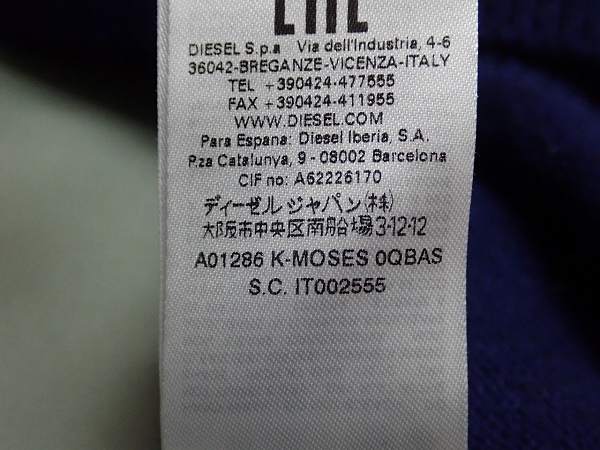 EAC
DIESEL S.p.a Via dell'Industria, 4-6
36042-BREGANZE-VICENZA-ITALY
TEL +390424-477555
FAX +390424-411955
WWW.DIESEL.COM
Para Espana: Diesel Iberia, S.A.
P.za Catalunya, 9 - 08002 Barcelona
CIF no: A62226170
ディーゼル ジャパン㈱
大阪市中央区南船場3-12-12
A01286 K-MOSES 0QBAS
S.C. IT002555